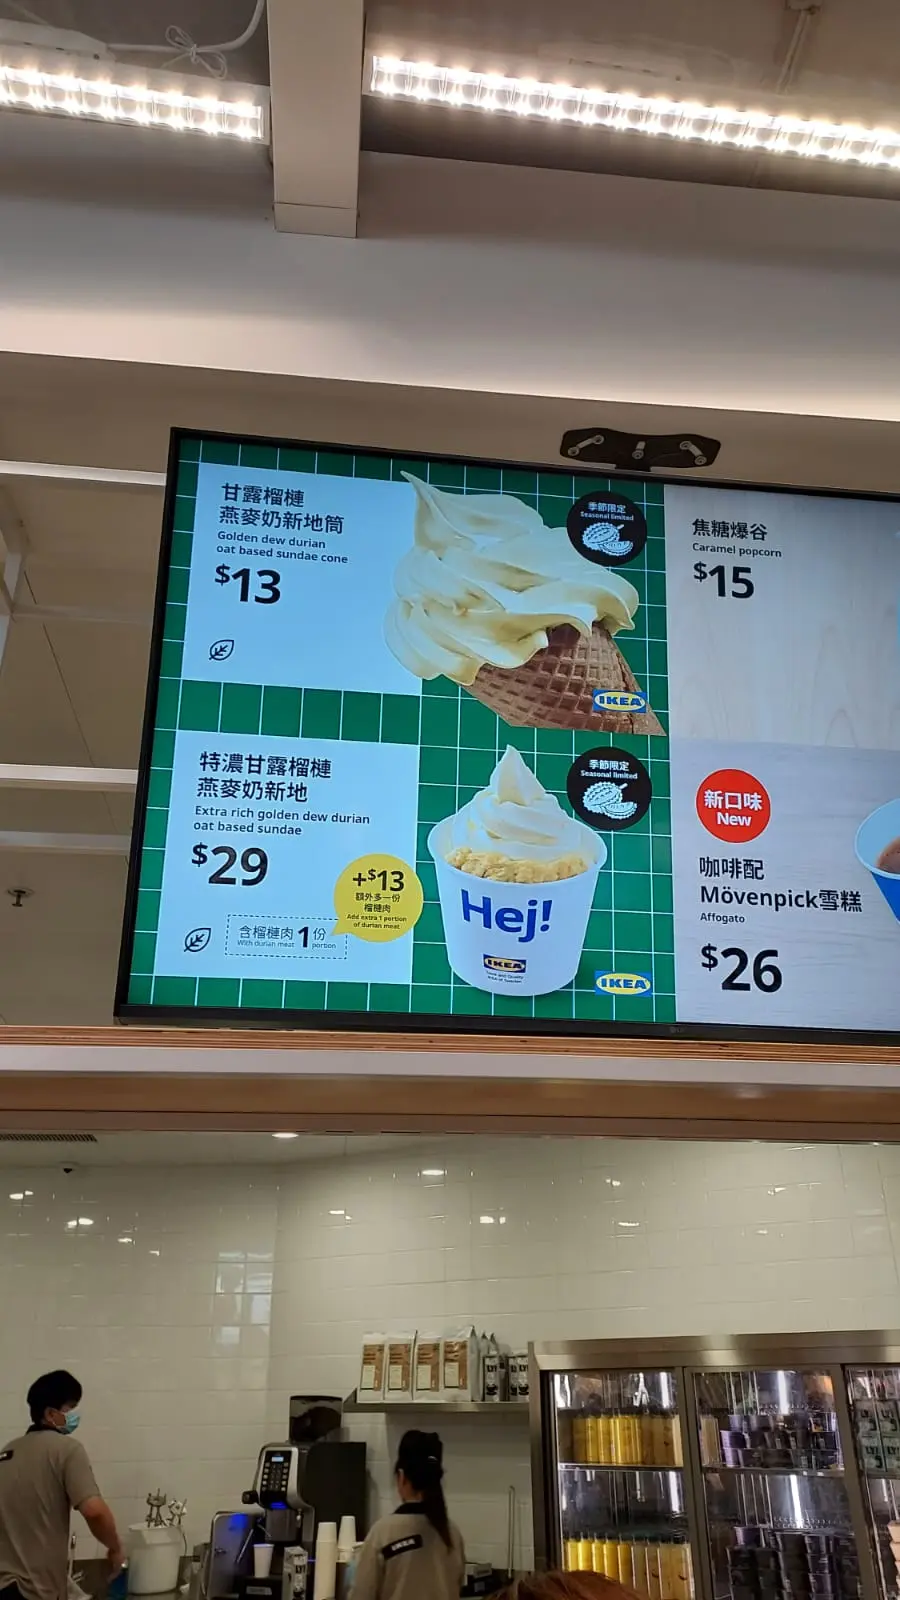 甘露榴槤
燕麥奶新地筒
Golden dew durian
oat based sundae cone
$13
季節限定
Seasonal limited
IKEA
特濃甘露榴槤
燕麥奶新地
Extra rich golden dew durian
oat based sundae
$29
+$13
額外多一份
榴槤肉
Add extra 1 portion
of durian meat
含榴槤肉1份
With durian meat portion
季節限定
Seasonal limited
Hej!
IKEA
IKEA
焦糖爆谷
Caramel popcorn
$15
新口味
New
咖啡配
Mövenpick雪糕
Affogato
$26
IKEA